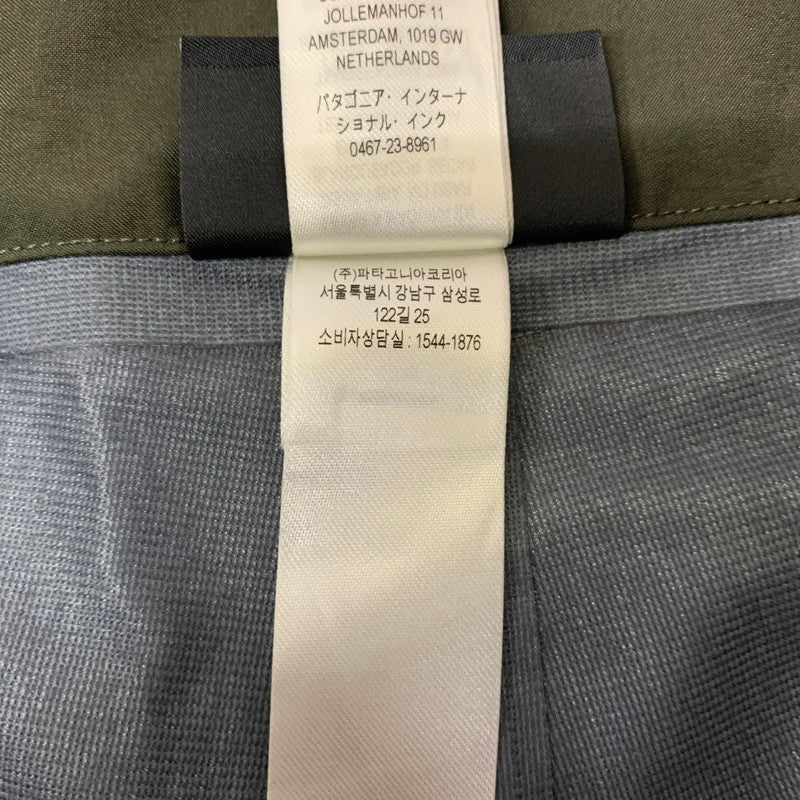 JOLLEMANHOF 11
AMSTERDAM, 1019 GW
NETHERLANDS
パタゴニア・インターナ
ショナル・インク
0467-23-8961
(주)파타고니아코리아
서울특별시 강남구 삼성로
122길 25
소비자상담실 : 1544-1876